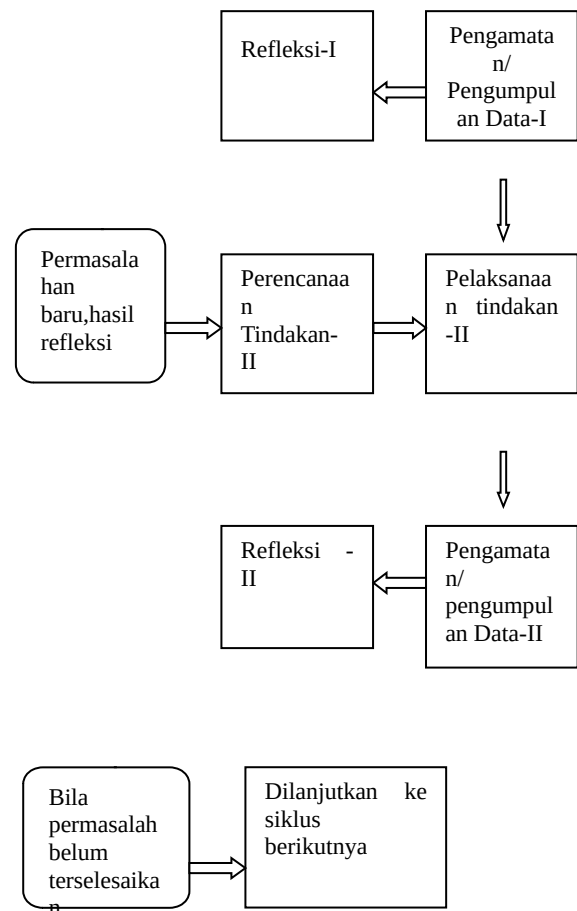 Refleksi-I
Pengamata
n/
Pengumpul
an Data-I
Permasala
han
baru,hasil
refleksi
Perencanaa
n
Tindakan-
II
Pelaksanaa
n tindakan
-II
Refleksi -
II
Pengamata
n/
pengumpul
an Data-II
Bila
permasalah
belum
terselesaika
n
Dilanjutkan ke
siklus
berikutnya